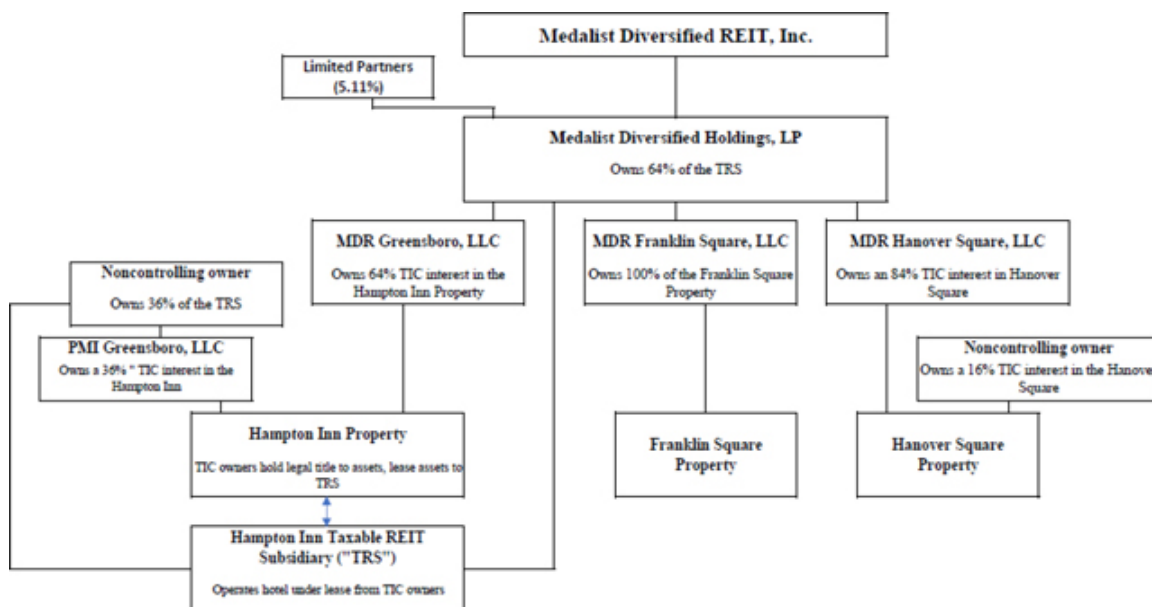 Medalist Diversified REIT, Inc.
Limited Partners
(5.11%)
Medalist Diversified Holdings, LP
Owns 64% of the TRS
MDR Greensboro, LLC
Owns 64% TIC interest in the
Hampton Inn Property
MDR Franklin Square, LLC
Owns 100% of the Franklin Square
Property
MDR Hanover Square, LLC
Owns an 84% TIC interest in Hanover
Square
Noncontrolling owner
Owns 36% of the TRS
PMI Greensboro, LLC
Owns a 36% " TIC interest in the
Hampton Inn
Noncontrolling owner
Owns a 16% TIC interest in the Hanover
Square
Hampton Inn Property
TIC owners hold legal title to assets, lease assets to
TRS
Franklin Square
Property
Hanover Square
Property
Hampton Inn Taxable REIT
Subsidiary ("TRS")
Operates hotel under lease from TIC owners